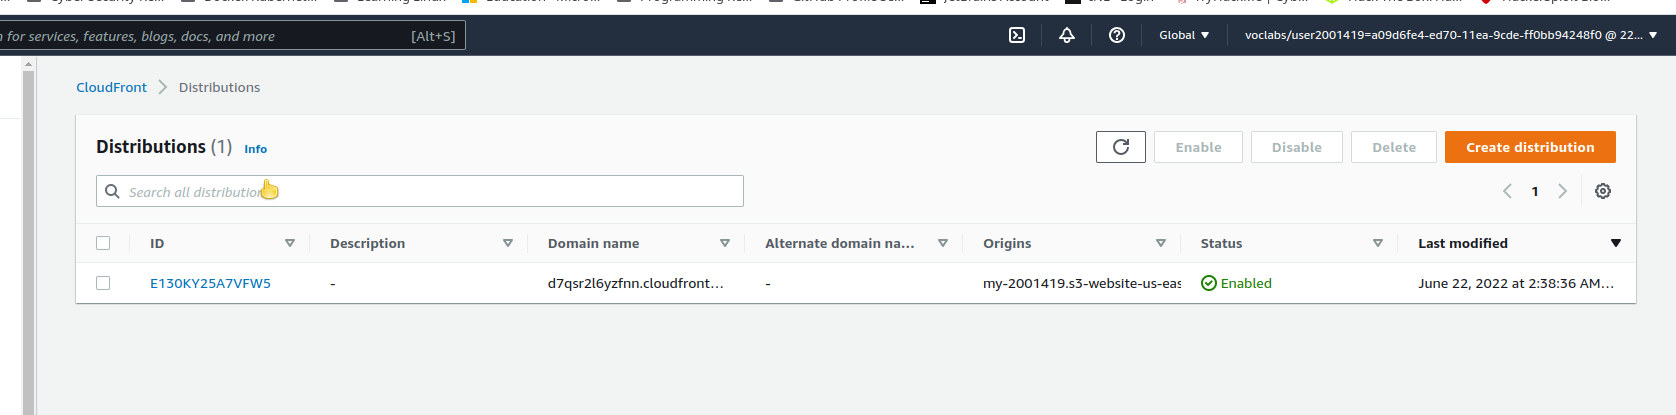 n for services, features, blogs, docs, and more [Alt+S] Global voclabs/user2001419=a09d6fe4-ed70-11ea-9cde-ff0bb94248f0 @ 22...
CloudFront Distributions
Distributions (1) Info Enable Disable Delete Create distribution
Search all distribution 1
ID Description Domain name Alternate domain na... Origins Status Last modified
E130KY25A7VFW5 - d7qsr2l6yzfnn.cloudfront... - my-2001419.s3-website-us-eas Enabled June 22, 2022 at 2:38:36 AM...